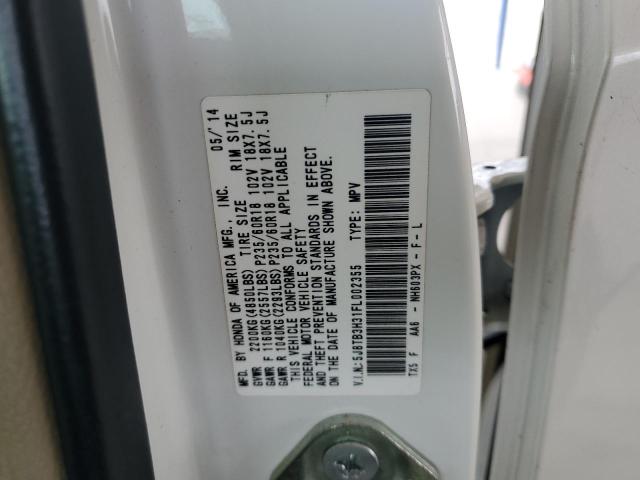 MFD. BY HONDA OF AMERICA MFG., INC. 05/'14
TIRE SIZE RIM SIZE
GVWR 2200KG(4850LBS)
GAWR F 1160KG(2557LBS) P235/60R18 102V 18X7.5J
GAWR R 1040KG(2293LBS) P235/60R18 102V 18X7.5J
THIS VEHICLE CONFORMS TO ALL APPLICABLE
FEDERAL MOTOR VEHICLE SAFETY
AND THEFT PREVENTION STANDARDS IN EFFECT
ON THE DATE OF MANUFACTURE SHOWN ABOVE.
V.I.N.:5J8TB3H31FL002355 TYPE: MPV
TX5 F AA6 - NH603PX - F - L